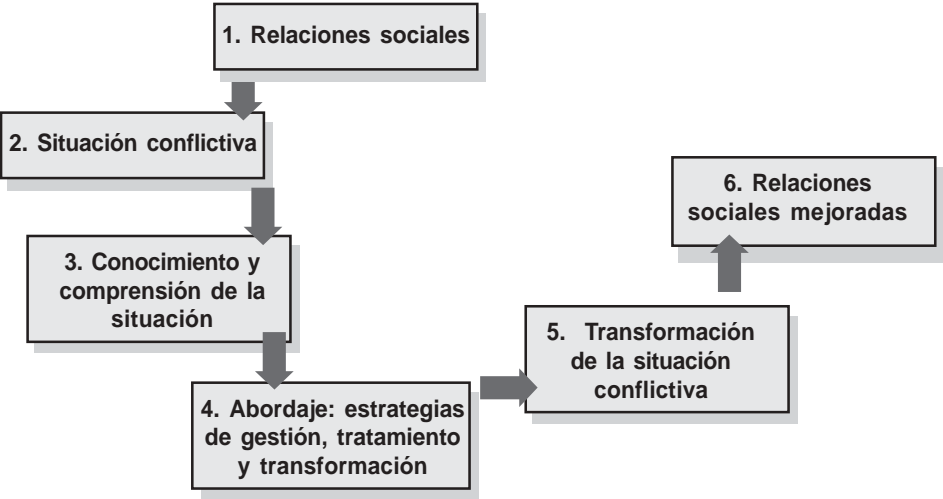 1. Relaciones sociales
2. Situación conflictiva
3. Conocimiento y
comprensión de la
situación
4. Abordaje: estrategias
de gestión, tratamiento
y transformación
5. Transformación
de la situación
conflictiva
6. Relaciones
sociales mejoradas